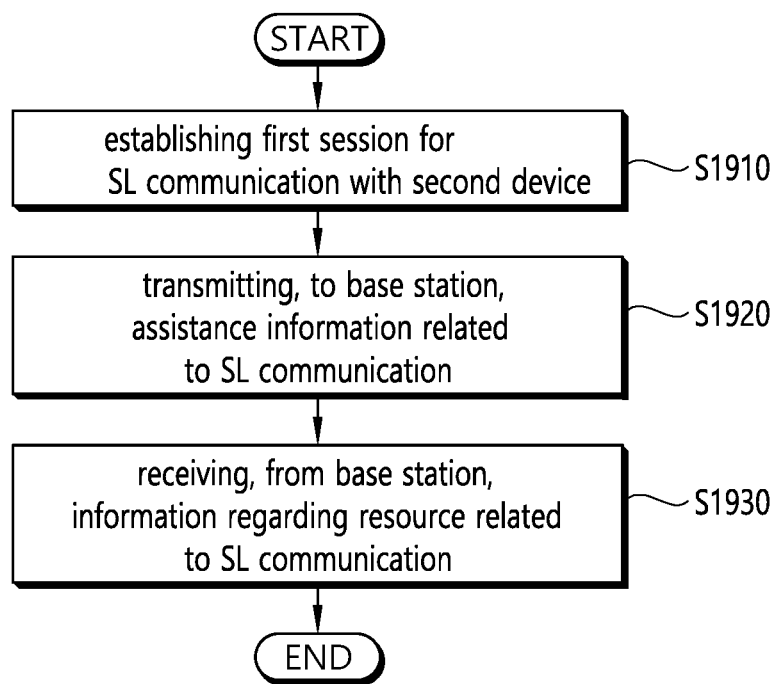 START
establishing first session for
SL communication with second device
S1910
transmitting, to base station,
assistance information related
to SL communication
S1920
receiving, from base station,
information regarding resource related
to SL communication
S1930
END